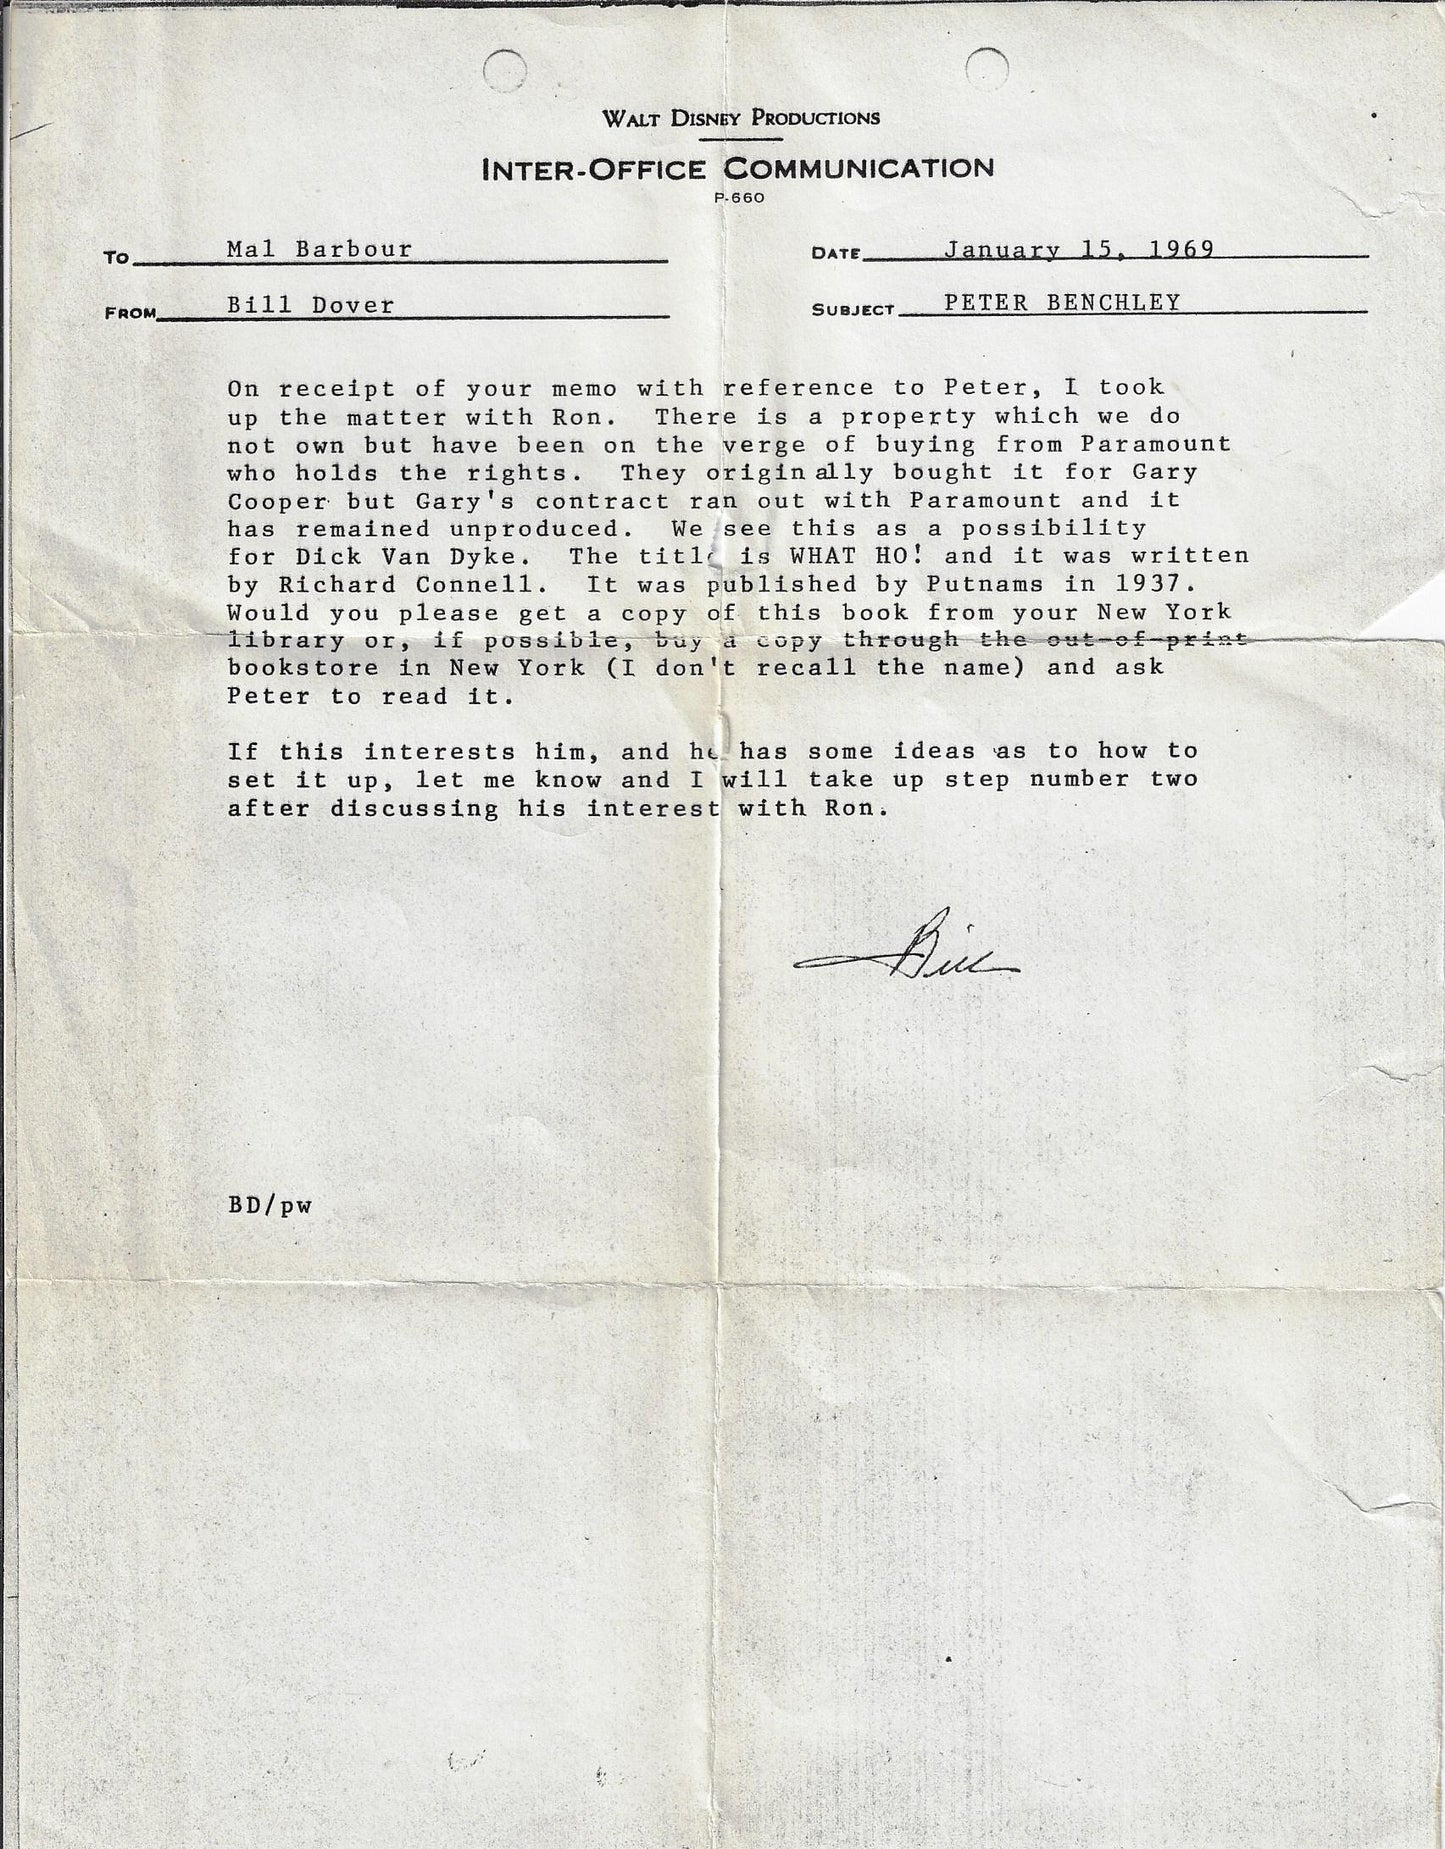 WALT DISNEY PRODUCTIONS
INTER-OFFICE COMMUNICATION
P-660
TO Mal Barbour DATE January 15, 1969
FROM Bill Dover SUBJECT PETER BENCHLEY
On receipt of your memo with reference to Peter, I took
up the matter with Ron. There is a property which we do
not own but have been on the verge of buying from Paramount
who holds the rights. They originally bought it for Gary
Cooper but Gary's contract ran out with Paramount and it
has remained unproduced. We see this as a possibility
for Dick Van Dyke. The title is WHAT HO! and it was written
by Richard Connell. It was published by Putnams in 1937.
Would you please get a copy of this book from your New York
library or, if possible, buy a copy through the out-of-print
bookstore in New York (I don't recall the name) and ask
Peter to read it.
If this interests him, and he has some ideas as to how to
set it up, let me know and I will take up step number two
after discussing his interest with Ron.
Bill
BD/pw